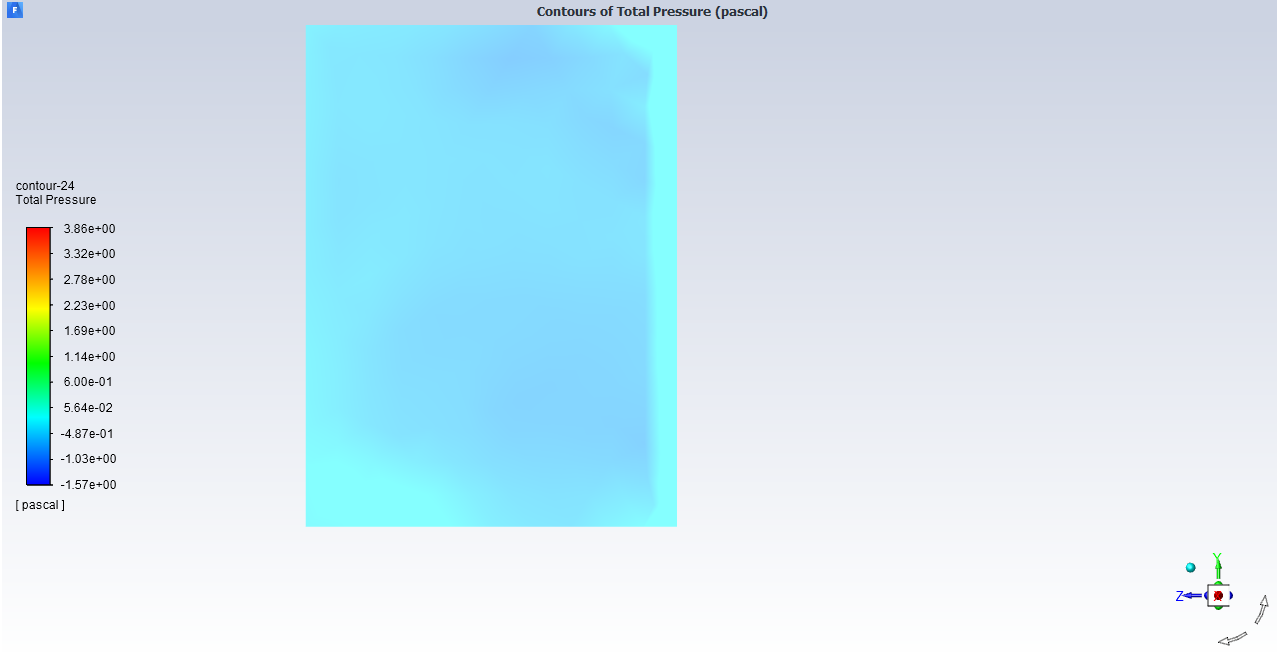 F
Contours of Total Pressure (pascal)
contour-24
Total Pressure
3.86e+00
3.32e+00
2.78e+00
2.23e+00
1.69e+00
1.14e+00
6.00e-01
5.64e-02
-4.87e-01
-1.03e+00
-1.57e+00
[ pascal ]
Y
Z
X